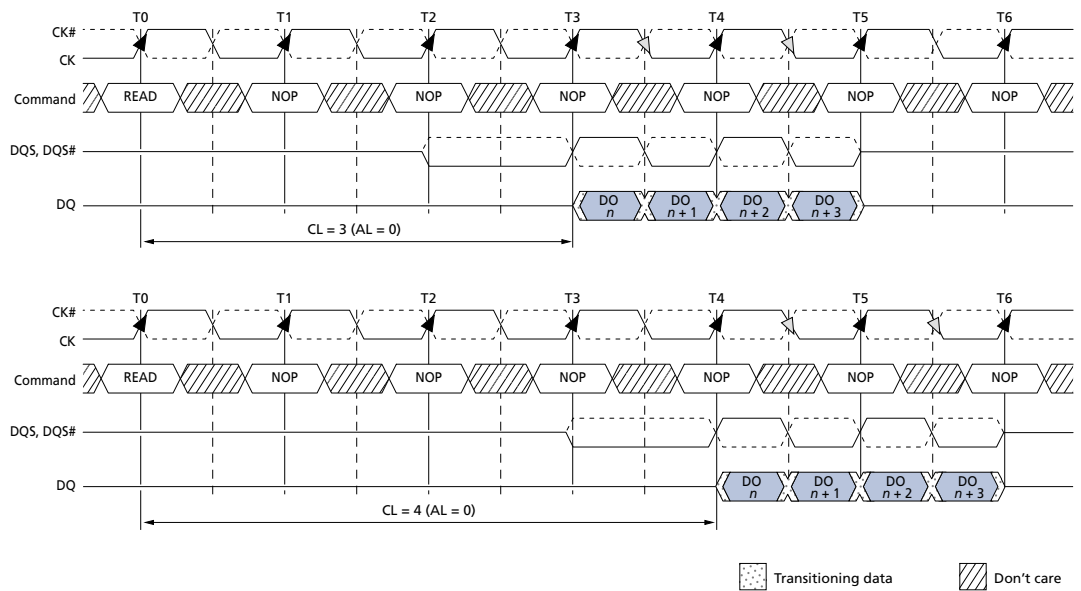 T0 T1 T2 T3 T4 T5 T6
CK#
CK
Command READ NOP NOP NOP NOP NOP NOP
DQS, DQS#
DQ DO n DO n + 1 DO n + 2 DO n + 3
CL = 3 (AL = 0)
T0 T1 T2 T3 T4 T5 T6
CK#
CK
Command READ NOP NOP NOP NOP NOP NOP
DQS, DQS#
DQ DO n DO n + 1 DO n + 2 DO n + 3
CL = 4 (AL = 0)
Transitioning data Don't care